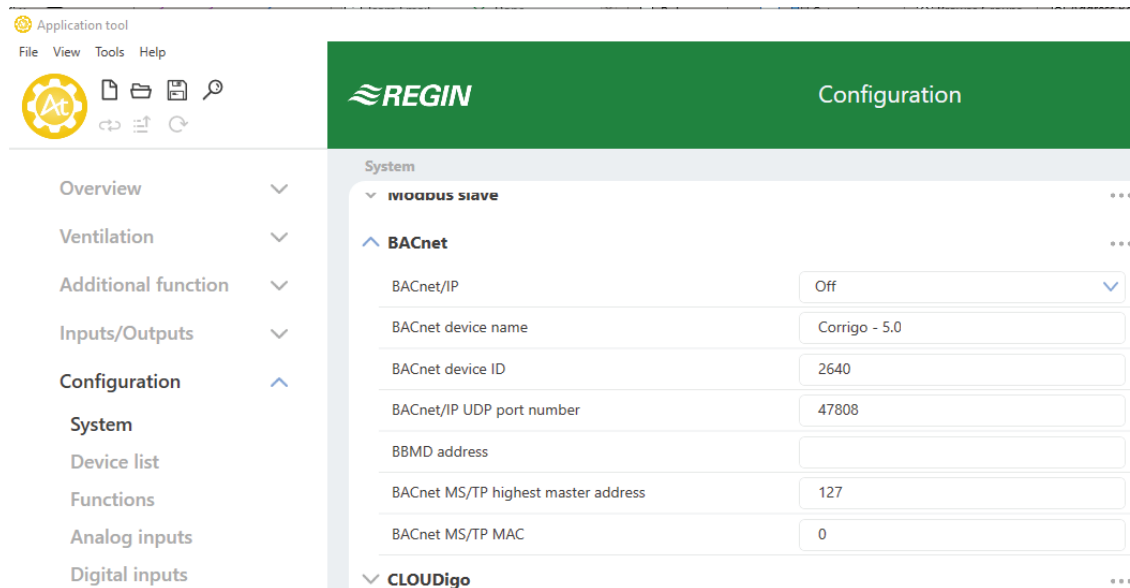 Application tool
File View Tools Help
At
REGIN
Configuration
Overview
Ventilation
Additional function
Inputs/Outputs
Configuration
System
Device list
Functions
Analog inputs
Digital inputs
System
Modbus slave
BACnet
BACnet/IP Off
BACnet device name Corrigo - 5.0
BACnet device ID 2640
BACnet/IP UDP port number 47808
BBMD address
BACnet MS/TP highest master address 127
BACnet MS/TP MAC 0
CLOUDigo